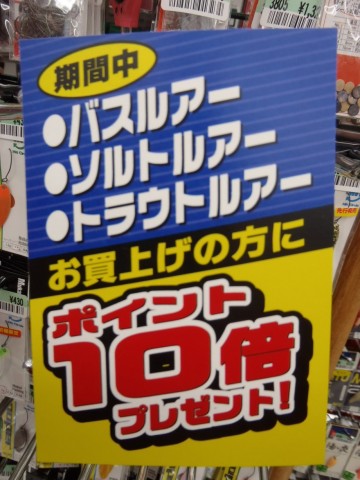 期間中
●バスルアー
●ソルトルアー
●トラウトルアー
お買上げの方に
ポイント
10倍
プレゼント!
¥430